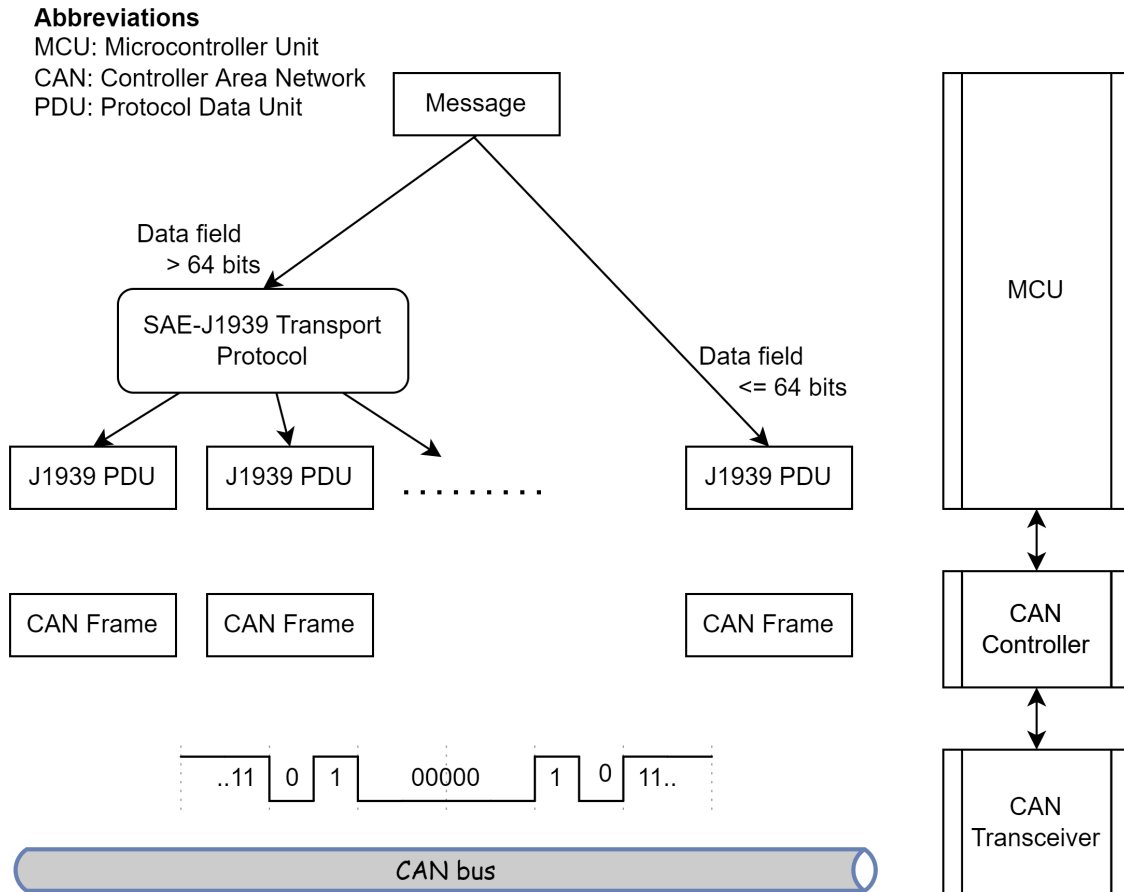 Abbreviations
MCU: Microcontroller Unit
CAN: Controller Area Network
PDU: Protocol Data Unit
Message
Data field
> 64 bits
SAE-J1939 Transport
Protocol
Data field
<= 64 bits
J1939 PDU
J1939 PDU
.........
J1939 PDU
CAN Frame
CAN Frame
CAN Frame
..11 0 1 00000 1 0 11..
CAN bus
MCU
CAN
Controller
CAN
Transceiver